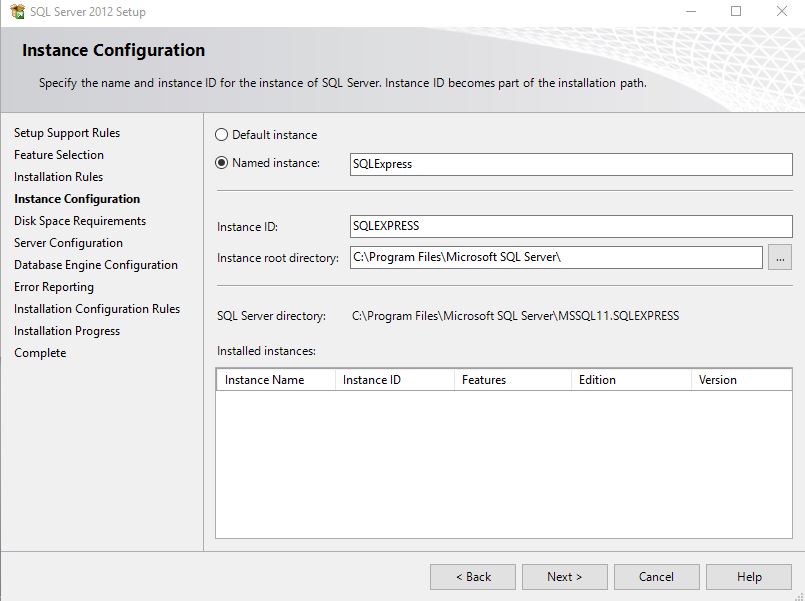 SQL Server 2012 Setup
Instance Configuration
Specify the name and instance ID for the instance of SQL Server. Instance ID becomes part of the installation path.
Setup Support Rules
Feature Selection
Installation Rules
Instance Configuration
Disk Space Requirements
Server Configuration
Database Engine Configuration
Error Reporting
Installation Configuration Rules
Installation Progress
Complete
Default instance
Named instance: SQLExpress
Instance ID: SQLEXPRESS
Instance root directory: C:\Program Files\Microsoft SQL Server\ ...
SQL Server directory: C:\Program Files\Microsoft SQL Server\MSSQL11.SQLEXPRESS
Installed instances:
Instance Name Instance ID Features Edition Version
< Back Next > Cancel Help